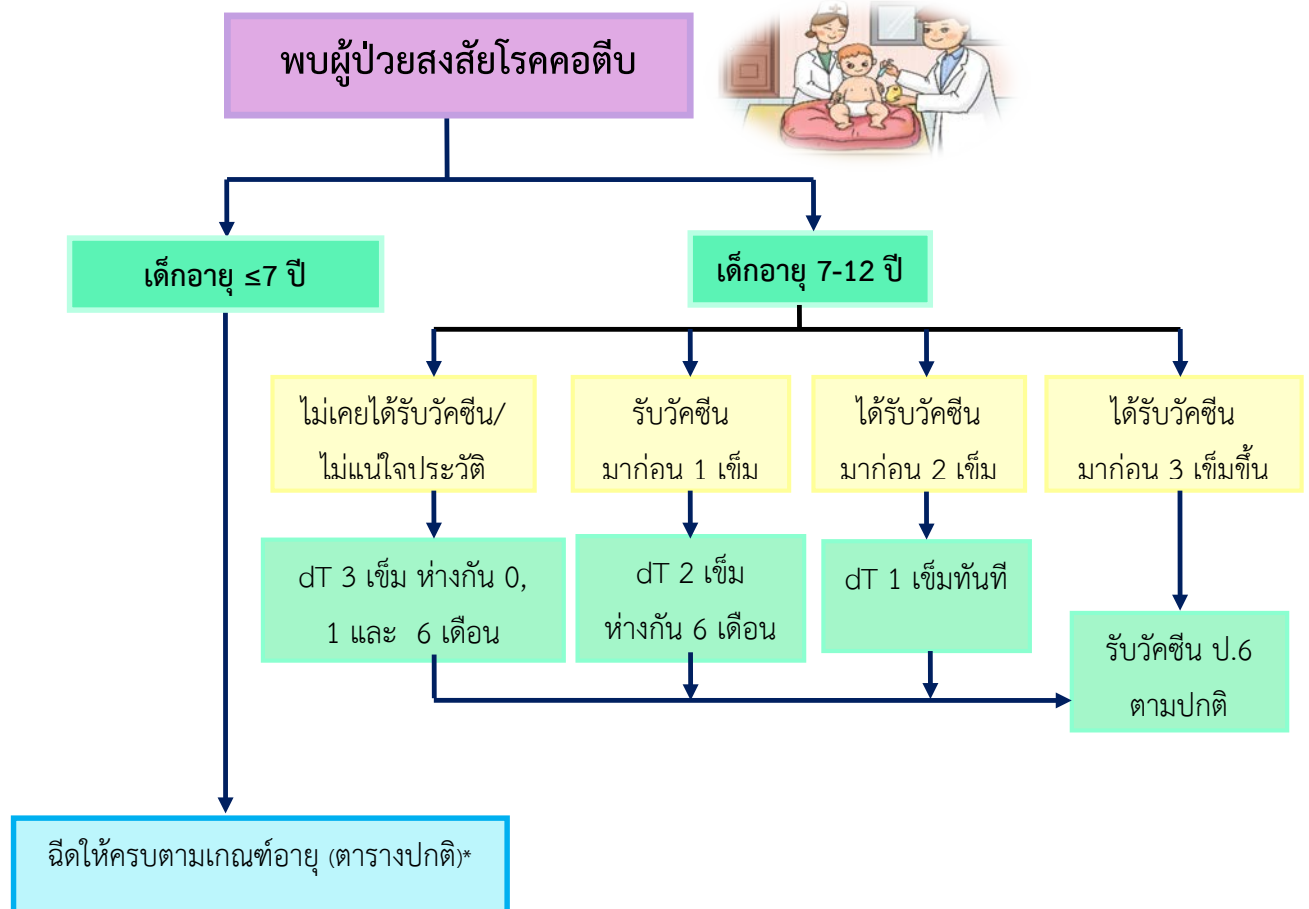 พบผู้ป่วยสงสัยโรคคอตีบ
เด็กอายุ ≤7 ปี
เด็กอายุ 7-12 ปี
ไม่เคยได้รับวัคซีน/
ไม่แน่ใจประวัติ
รับวัคซีน
มาก่อน 1 เข็ม
ได้รับวัคซีน
มาก่อน 2 เข็ม
ได้รับวัคซีน
มาก่อน 3 เข็มขึ้น
dT 3 เข็ม ห่างกัน 0,
1 และ 6 เดือน
dT 2 เข็ม
ห่างกัน 6 เดือน
dT 1 เข็มทันที
รับวัคซีน ป.6
ตามปกติ
ฉีดให้ครบตามเกณฑ์อายุ (ตารางปกติ)*